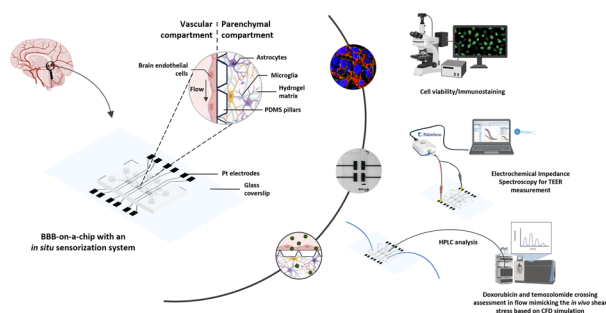 Vascular
compartment
Parenchymal
compartment
Brain endothelial
cells
Flow
Astrocytes
Microglia
Hydrogel
matrix
PDMS pillars
Pt electrodes
Glass
coverslip
BBB-on-a-chip with an
in situ sensorization system
Cell viability/Immunostaining
PalmSens
Electrochemical Impedance
Spectroscopy for TEER
measurement
HPLC analysis
Doxorubicin and temozolomide crossing
assessment in flow mimicking the in vivo shear
stress based on CFD simulation